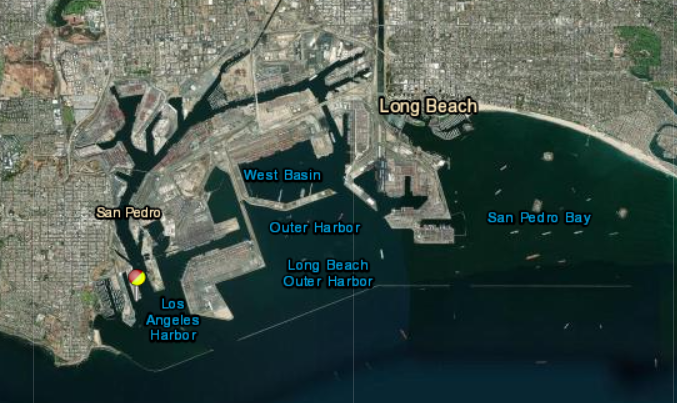 Long Beach
West Basin
San Pedro
San Pedro Bay
Outer Harbor
Long Beach
Outer Harbor
Los
Angeles
Harbor